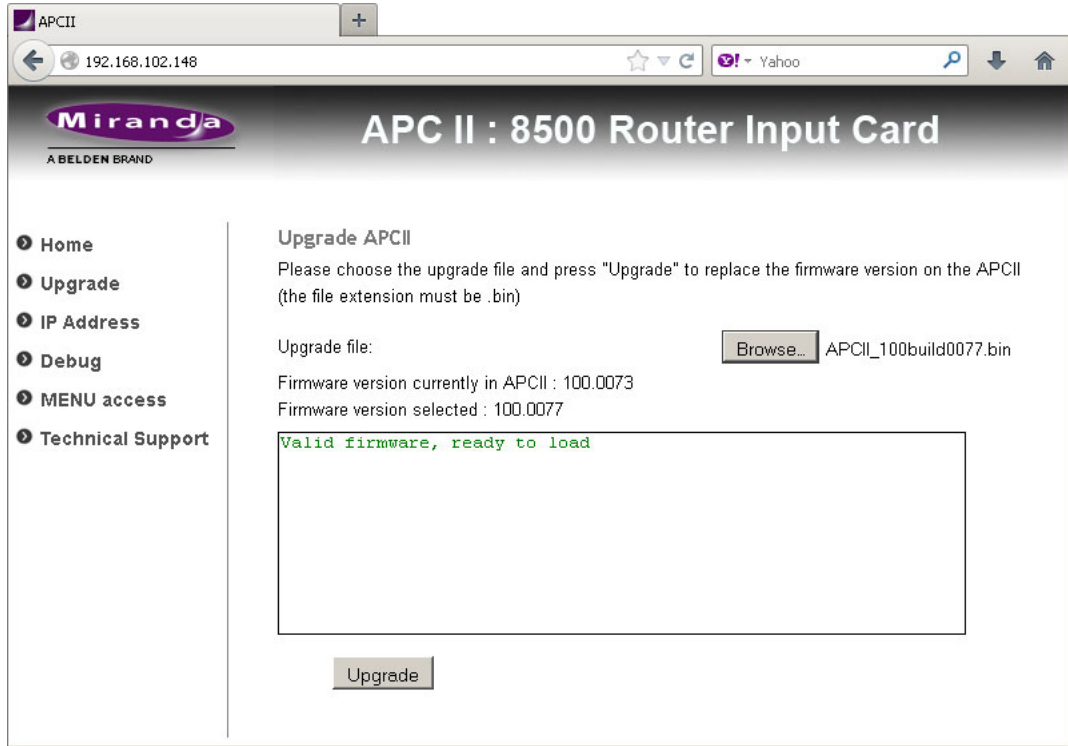 APCII
+
192.168.102.148
Yahoo
Miranda
A BELDEN BRAND
APC II : 8500 Router Input Card
Home
Upgrade
IP Address
Debug
MENU access
Technical Support
Upgrade APCII
Please choose the upgrade file and press "Upgrade" to replace the firmware version on the APCII
(the file extension must be .bin)
Upgrade file:
Browse... APCII_100build0077.bin
Firmware version currently in APCII : 100.0073
Firmware version selected : 100.0077
Valid firmware, ready to load
Upgrade